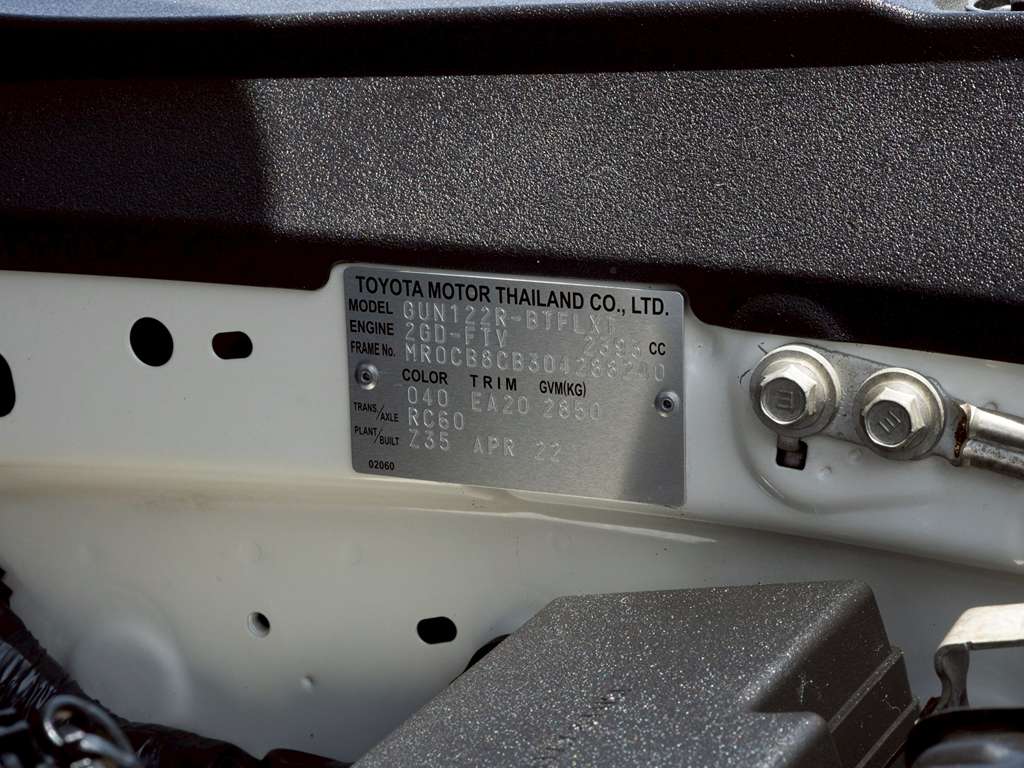 TOYOTA MOTOR THAILAND CO., LTD.
MODEL GUN122R-BTFLXT
ENGINE 2GD-FTV 2393 CC
FRAME No. MR0CB8CB304288200
COLOR TRIM GVM(KG)
040 EA20 2850
TRANS/AXLE RC60
PLANT/BUILT Z35 APR 22
02060